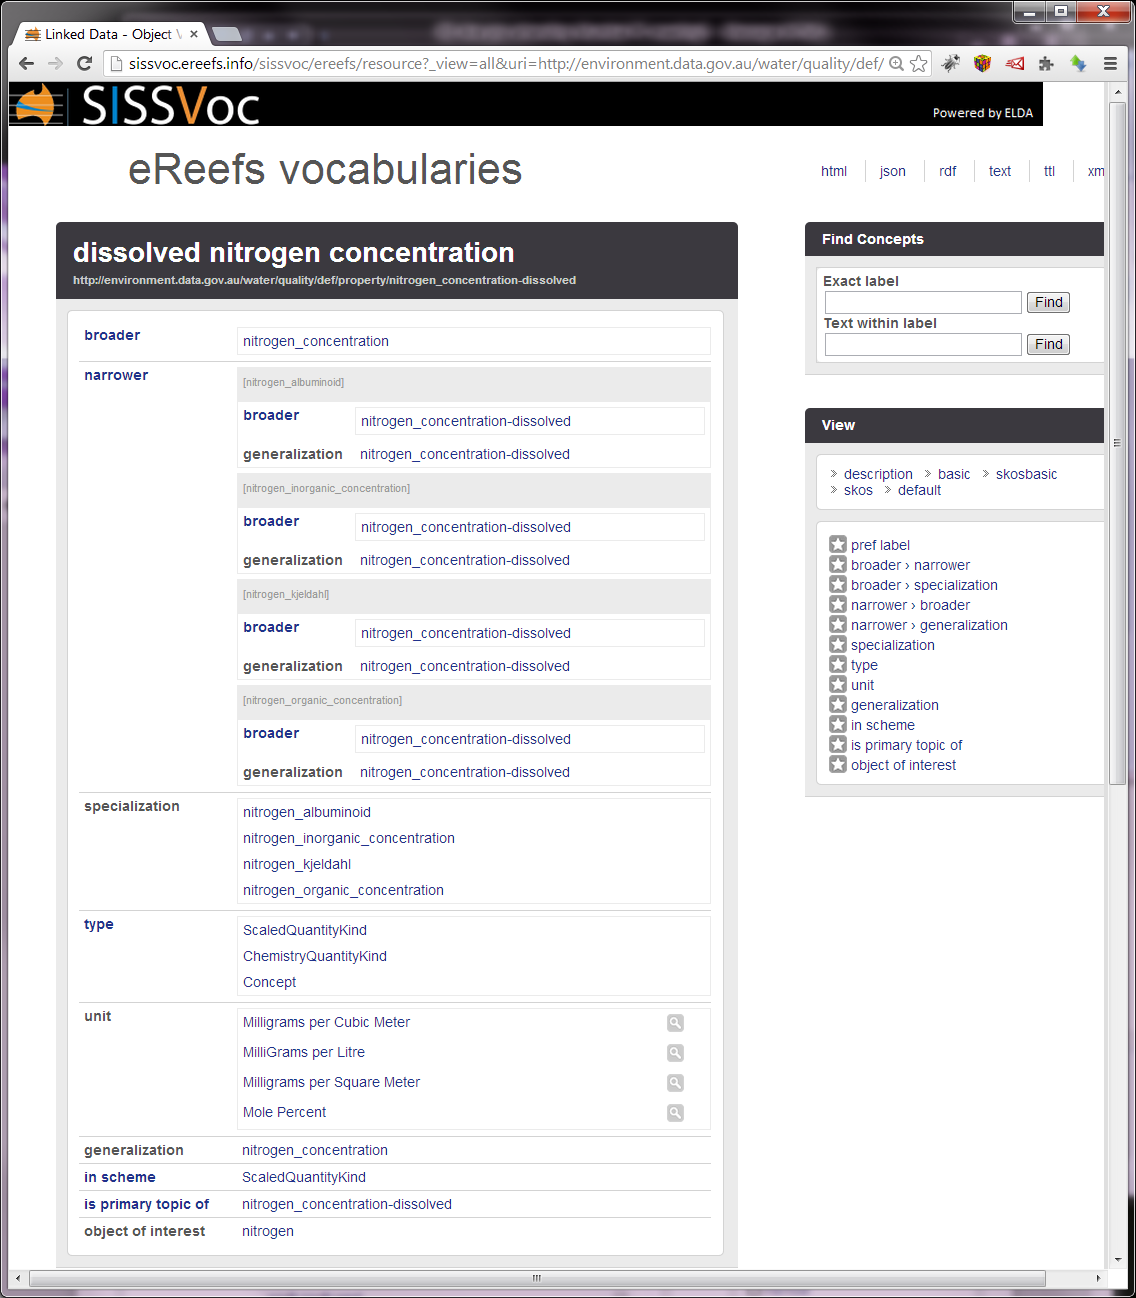 Linked Data - Object V
sissvoc.ereefs.info/sissvoc/ereefs/resource?_view=all&uri=http://environment.data.gov.au/water/quality/def/
SISSVoc
Powered by ELDA
eReefs vocabularies
html json rdf text ttl xm
dissolved nitrogen concentration
http://environment.data.gov.au/water/quality/def/property/nitrogen_concentration-dissolved
broader nitrogen_concentration
narrower [nitrogen_albuminoid]
broader nitrogen_concentration-dissolved
generalization nitrogen_concentration-dissolved
[nitrogen_inorganic_concentration]
broader nitrogen_concentration-dissolved
generalization nitrogen_concentration-dissolved
[nitrogen_kjeldahl]
broader nitrogen_concentration-dissolved
generalization nitrogen_concentration-dissolved
[nitrogen_organic_concentration]
broader nitrogen_concentration-dissolved
generalization nitrogen_concentration-dissolved
specialization nitrogen_albuminoid
nitrogen_inorganic_concentration
nitrogen_kjeldahl
nitrogen_organic_concentration
type ScaledQuantityKind
ChemistryQuantityKind
Concept
unit Milligrams per Cubic Meter
MilliGrams per Litre
Milligrams per Square Meter
Mole Percent
generalization nitrogen_concentration
in scheme ScaledQuantityKind
is primary topic of nitrogen_concentration-dissolved
object of interest nitrogen
Find Concepts
Exact label
Find
Text within label
Find
View
description basic skosbasic
skos default
pref label
broader › narrower
broader › specialization
narrower › broader
narrower › generalization
specialization
type
unit
generalization
in scheme
is primary topic of
object of interest